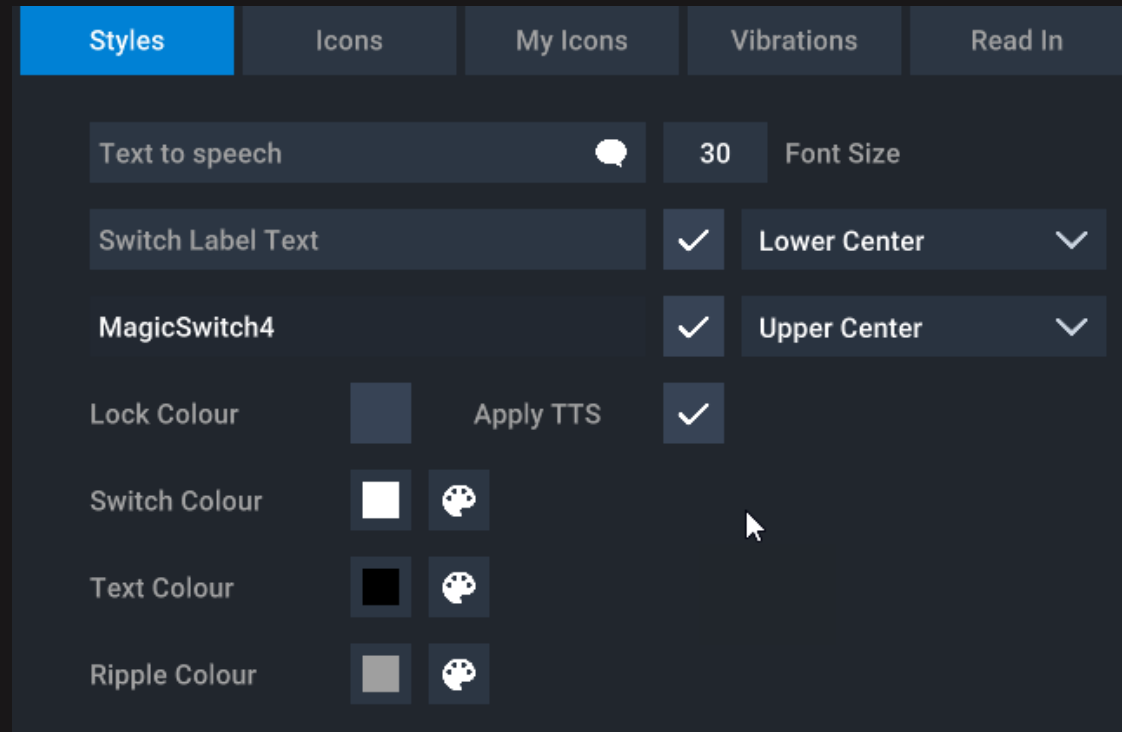 Styles Icons My Icons Vibrations Read In
Text to speech 30 Font Size
Switch Label Text Lower Center
MagicSwitch4 Upper Center
Lock Colour Apply TTS
Switch Colour
Text Colour
Ripple Colour